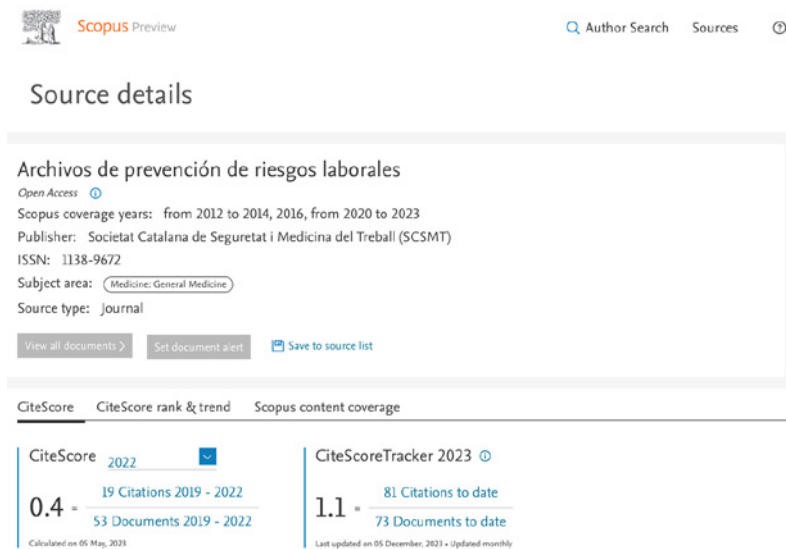 Scopus Preview
Author Search Sources
Source details
Archivos de prevención de riesgos laborales
Open Access
Scopus coverage years: from 2012 to 2014, 2016, from 2020 to 2023
Publisher: Societat Catalana de Seguretat i Medicina del Treball (SCSMT)
ISSN: 1138-9672
Subject area: Medicine: General Medicine
Source type: Journal
View all documents > Set document alert Save to source list
CiteScore CiteScore rank & trend Scopus content coverage
CiteScore 2022
0.4 = 19 Citations 2019 - 2022
53 Documents 2019 - 2022
Calculated on 05 May, 2023
CiteScoreTracker 2023
1.1 = 81 Citations to date
73 Documents to date
Last updated on 05 December, 2023 • Updated monthly